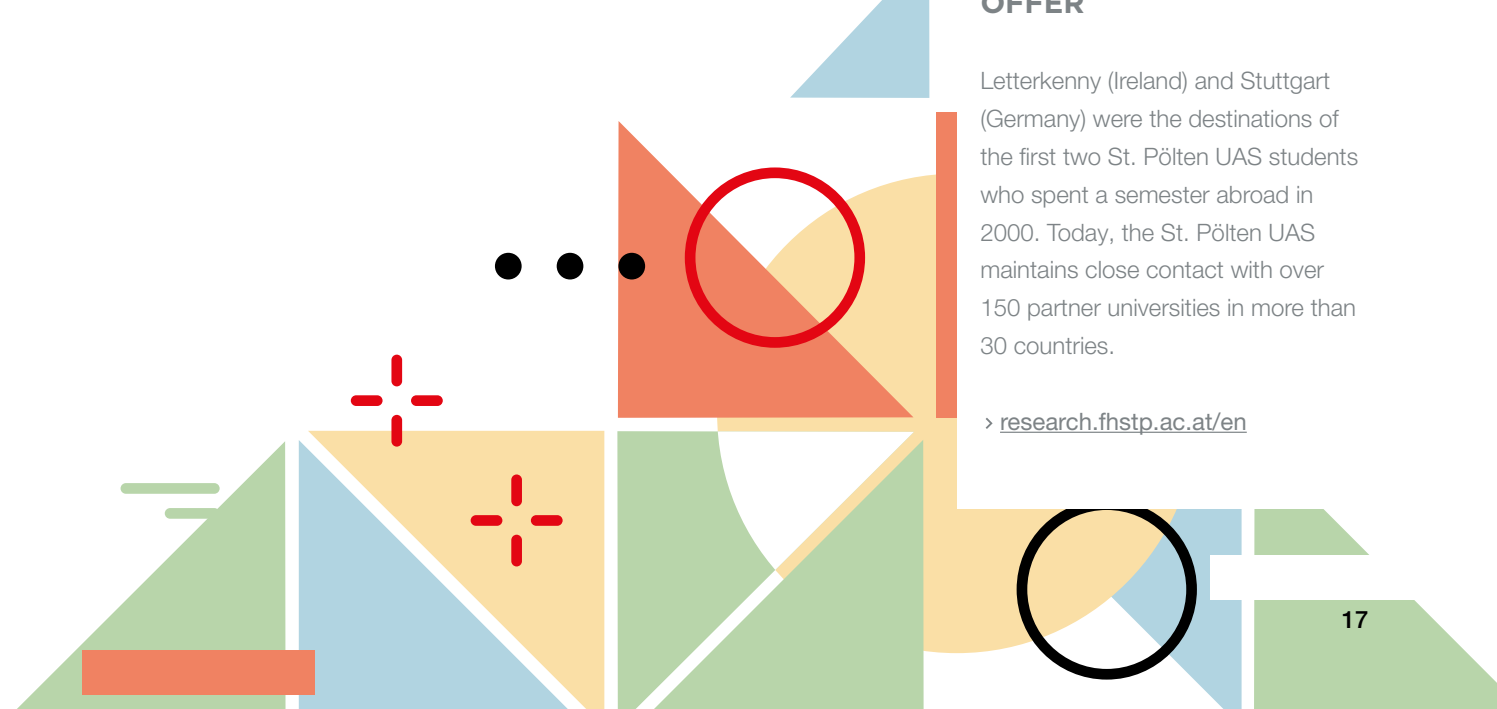 OFFER
Letterkenny (Ireland) and Stuttgart
(Germany) were the destinations of
the first two St. Pölten UAS students
who spent a semester abroad in
2000. Today, the St. Pölten UAS
maintains close contact with over
150 partner universities in more than
30 countries.
› research.fhstp.ac.at/en
17